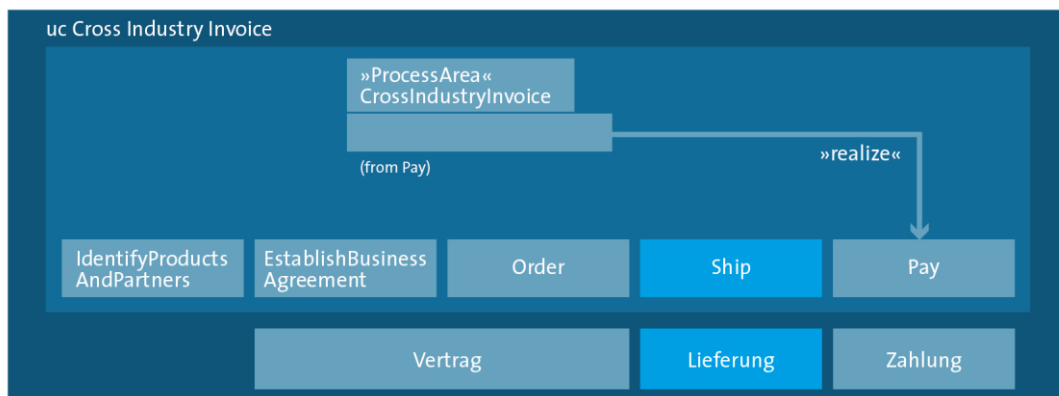 uc Cross Industry Invoice
»ProcessArea«
CrossIndustryInvoice
(from Pay)
»realize«
IdentifyProducts
AndPartners
EstablishBusiness
Agreement
Order
Ship
Pay
Vertrag
Lieferung
Zahlung